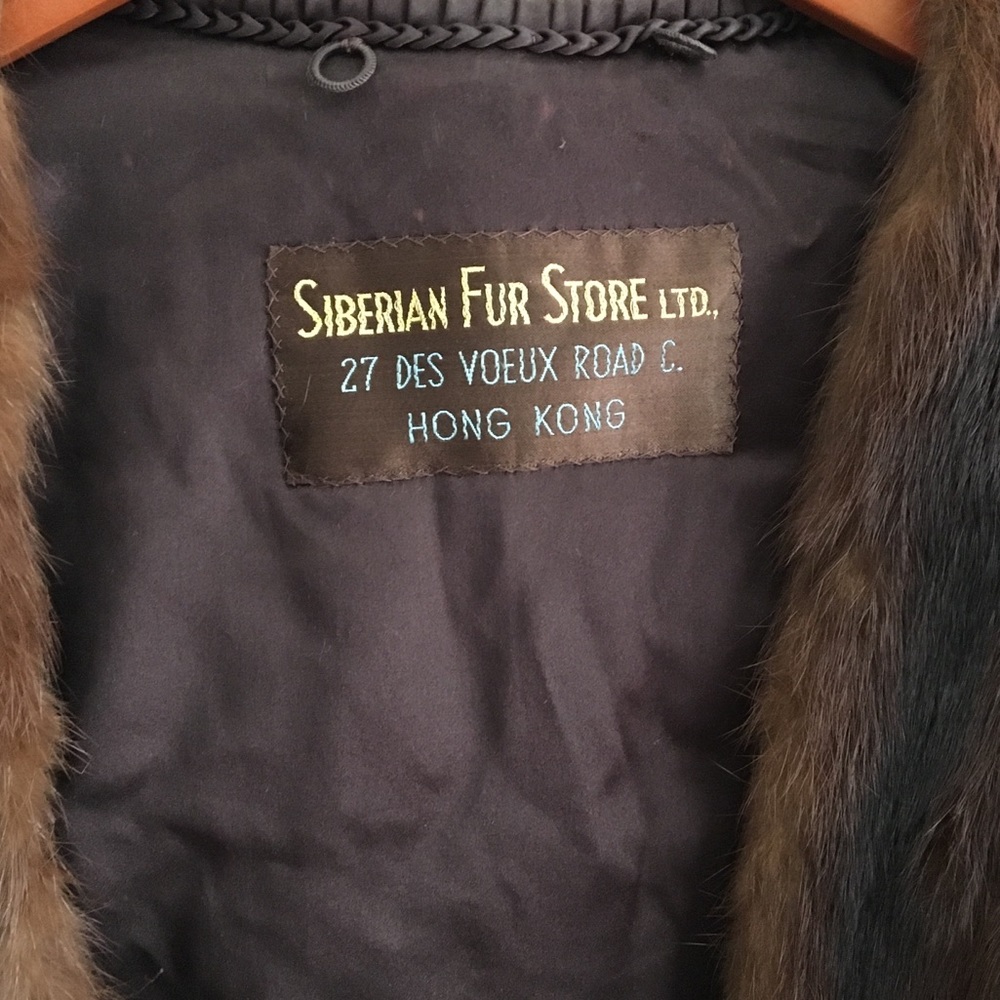 SIBERIAN FUR STORE LTD.,
27 DES VOEUX ROAD C.
HONG KONG